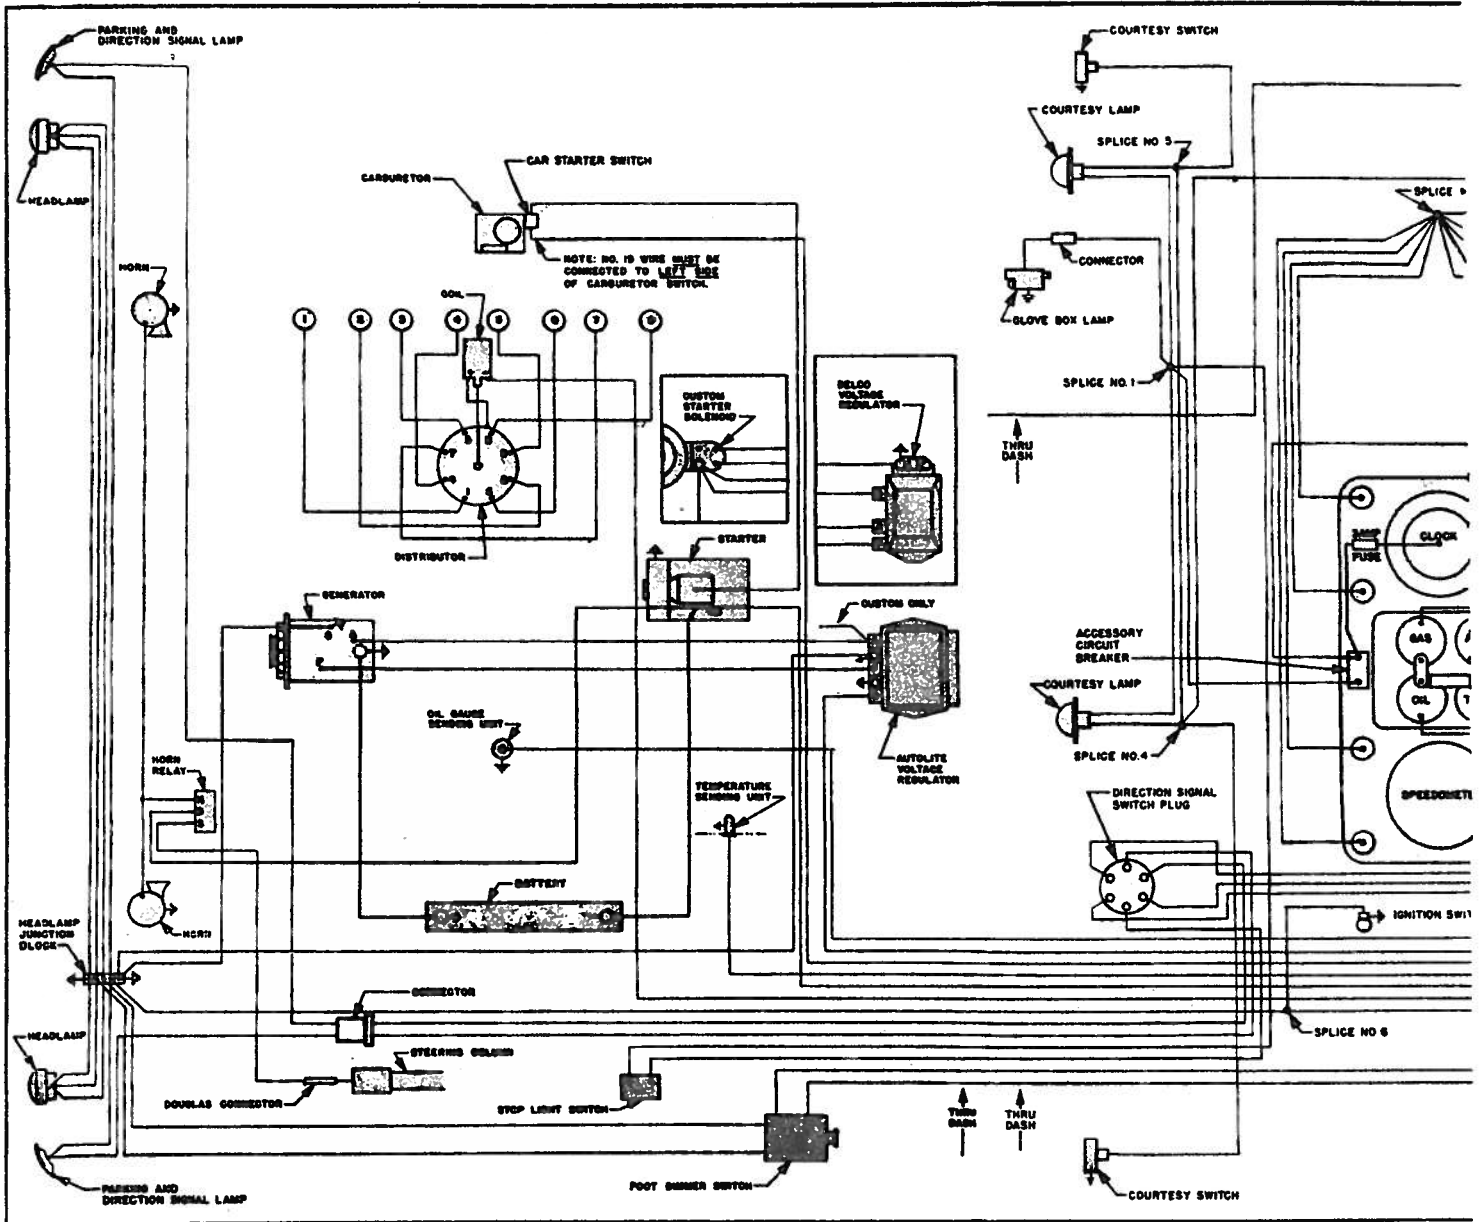 PARKING AND
DIRECTION SIGNAL LAMP
HEADLAMP
HORN
CARBURETOR
CAR STARTER SWITCH
NOTE: NO. 19 WIRE MUST BE
CONNECTED TO LEFT SIDE
OF CARBURETOR SWITCH.
COIL
1
2
3
4
5
6
7
8
DISTRIBUTOR
CUSTOM
STARTER
SOLENOID
DELCO
VOLTAGE
REGULATOR
STARTER
GENERATOR
CUSTOM ONLY
OIL GAUGE
SENDING UNIT
AUTOLITE
VOLTAGE
REGULATOR
TEMPERATURE
SENDING UNIT
HORN
RELAY
BATTERY
HORN
HEADLAMP
JUNCTION
BLOCK
CONNECTOR
HEADLAMP
STEERING COLUMN
DOUGLAS CONNECTOR
STOP LIGHT SWITCH
FOOT DIMMER SWITCH
PARKING AND
DIRECTION SIGNAL LAMP
COURTESY SWITCH
COURTESY LAMP
SPLICE NO 5
SPLICE
CONNECTOR
GLOVE BOX LAMP
SPLICE NO. 1
THRU
DASH
CLOCK
FUSE
ACCESSORY
CIRCUIT
BREAKER
GAS
OIL
COURTESY LAMP
SPLICE NO. 4
DIRECTION SIGNAL
SWITCH PLUG
SPEEDOMETE
IGNITION SWIT
SPLICE NO 6
THRU
DASH
THRU
DASH
COURTESY SWITCH